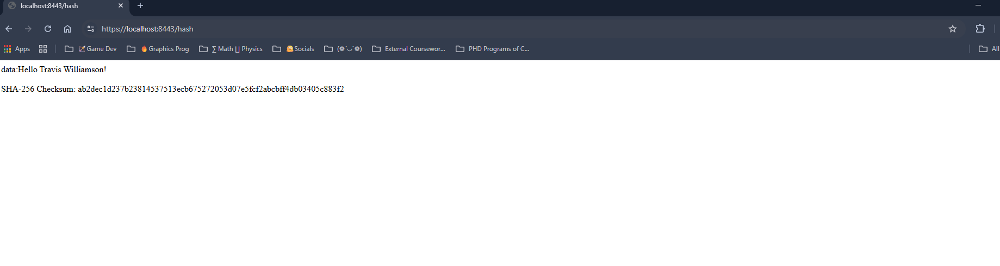 localhost:8443/hash
https://localhost:8443/hash
Apps Game Dev Graphics Prog ∑ Math ∐ Physics Socials (❁´◡`❁) External Coursewor... PHD Programs of C... All
data:Hello Travis Williamson!
SHA-256 Checksum: ab2dec1d237b23814537513ecb675272053d07e5fcf2abcbff4db03405c883f2